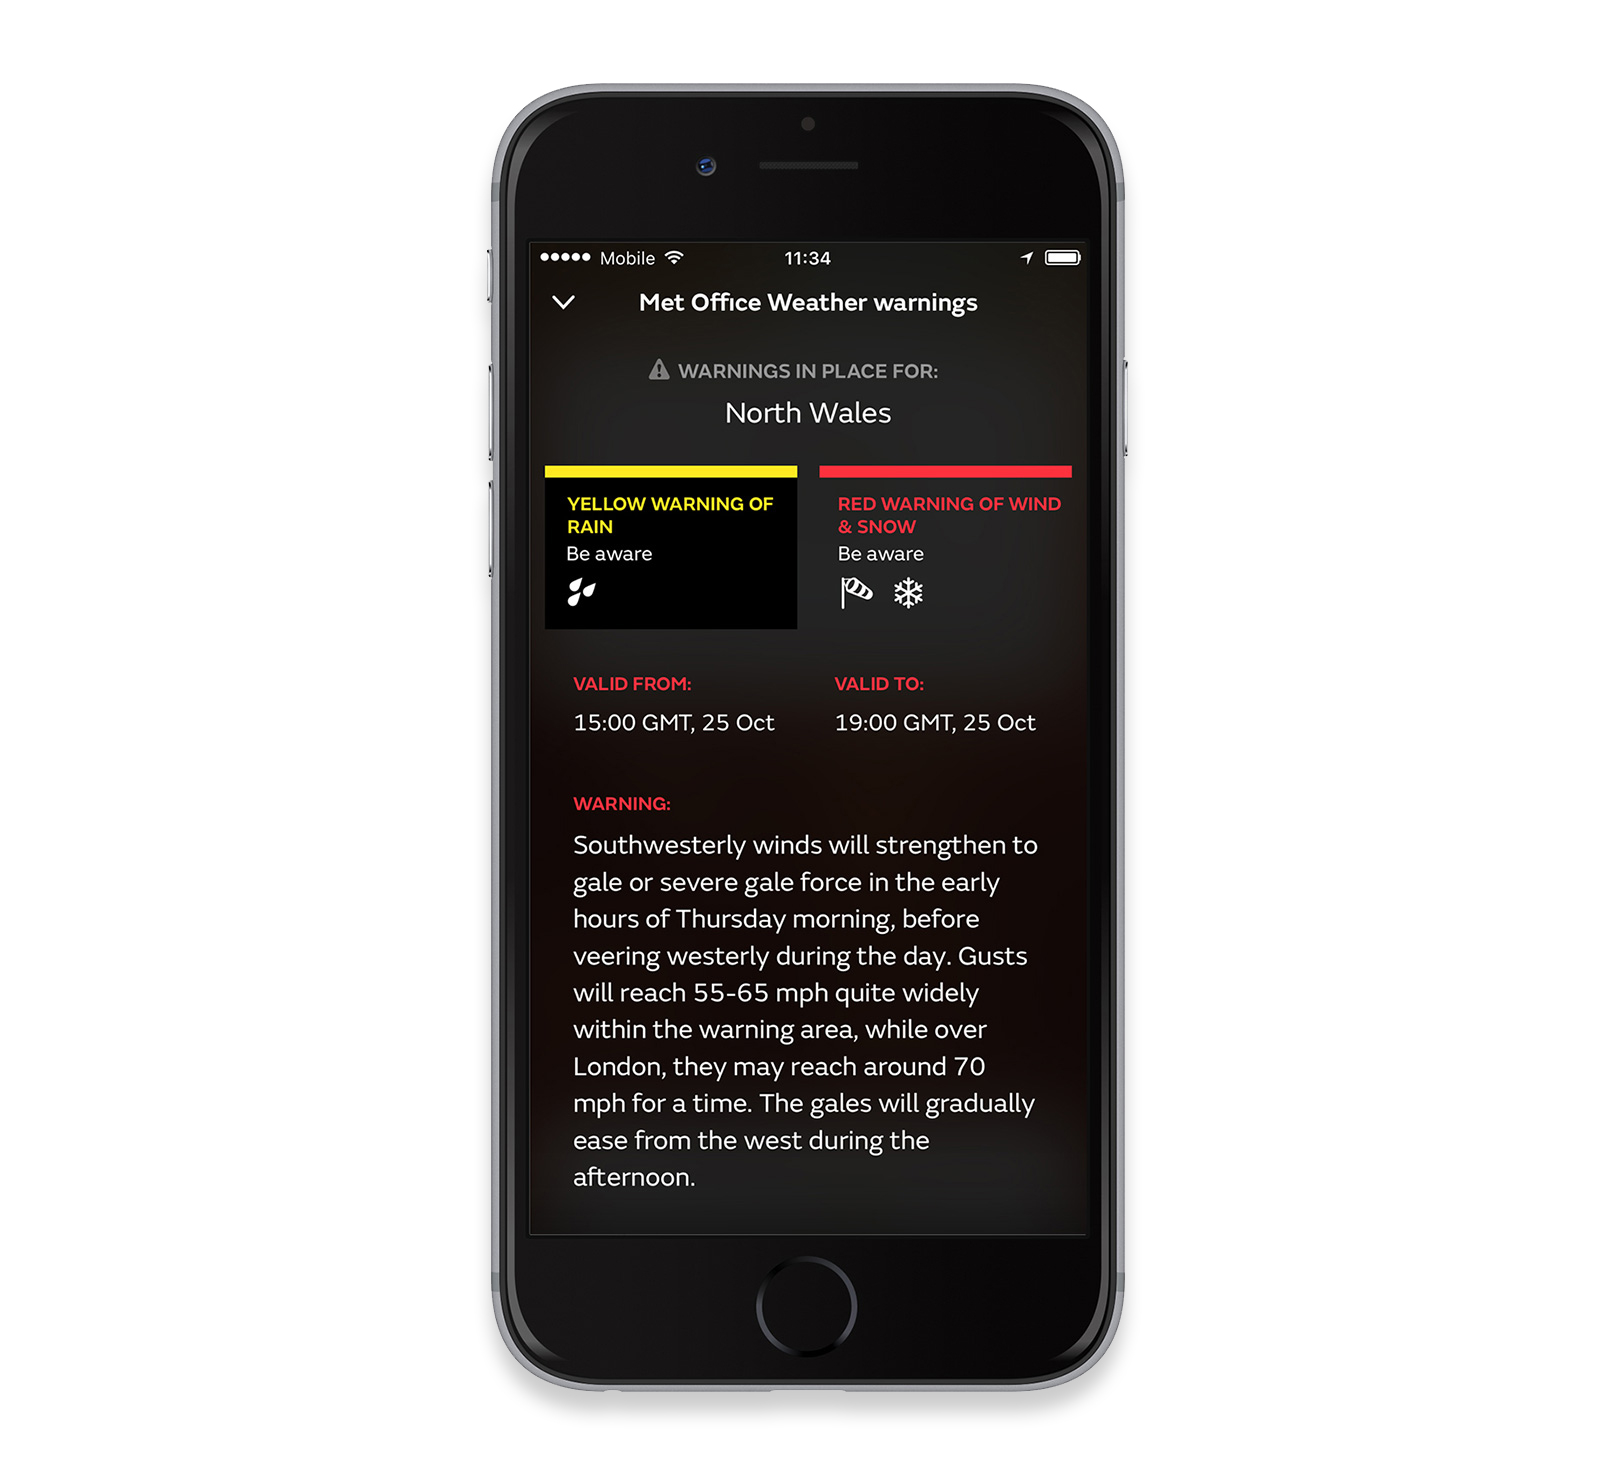 Mobile 11:34
Met Office Weather warnings
WARNINGS IN PLACE FOR:
North Wales
YELLOW WARNING OF
RAIN
Be aware
RED WARNING OF WIND
& SNOW
Be aware
VALID FROM:
15:00 GMT, 25 Oct
VALID TO:
19:00 GMT, 25 Oct
WARNING:
Southwesterly winds will strengthen to
gale or severe gale force in the early
hours of Thursday morning, before
veering westerly during the day. Gusts
will reach 55-65 mph quite widely
within the warning area, while over
London, they may reach around 70
mph for a time. The gales will gradually
ease from the west during the
afternoon.